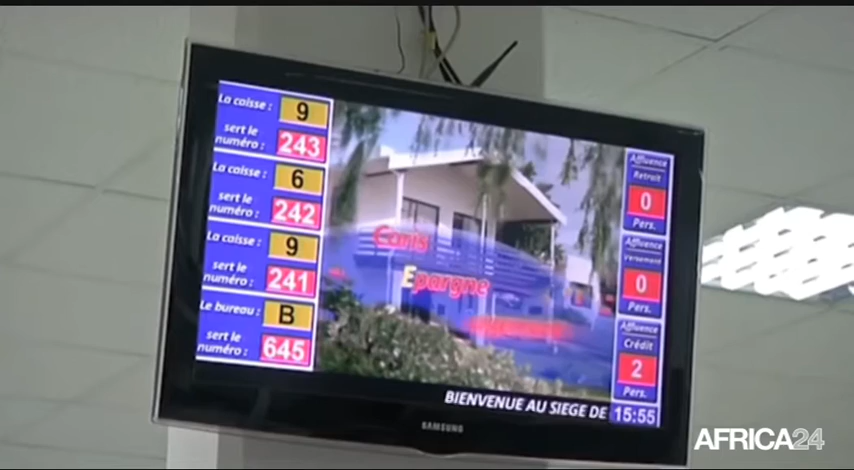 La caisse : 9
sert le
numéro : 243
La caisse : 6
sert le
numéro : 242
La caisse : 9
sert le
numéro : 241
Le bureau : B
sert le
numéro : 645
Caris
Epargne
Affluence
Retrait
0
Pers.
Affluence
Versement
0
Pers.
Affluence
Crédit
2
Pers.
BIENVENUE AU SIEGE DE 15:55
SAMSUNG
AFRICA24